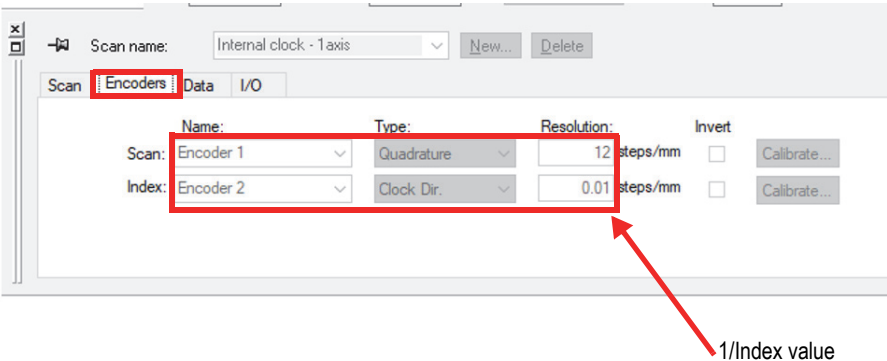 Scan name: Internal clock - 1axis New... Delete
Scan Encoders Data I/O
Name: Type: Resolution: Invert
Scan: Encoder 1 Quadrature 12 steps/mm Calibrate...
Index: Encoder 2 Clock Dir. 0.01 steps/mm Calibrate...
1/Index value